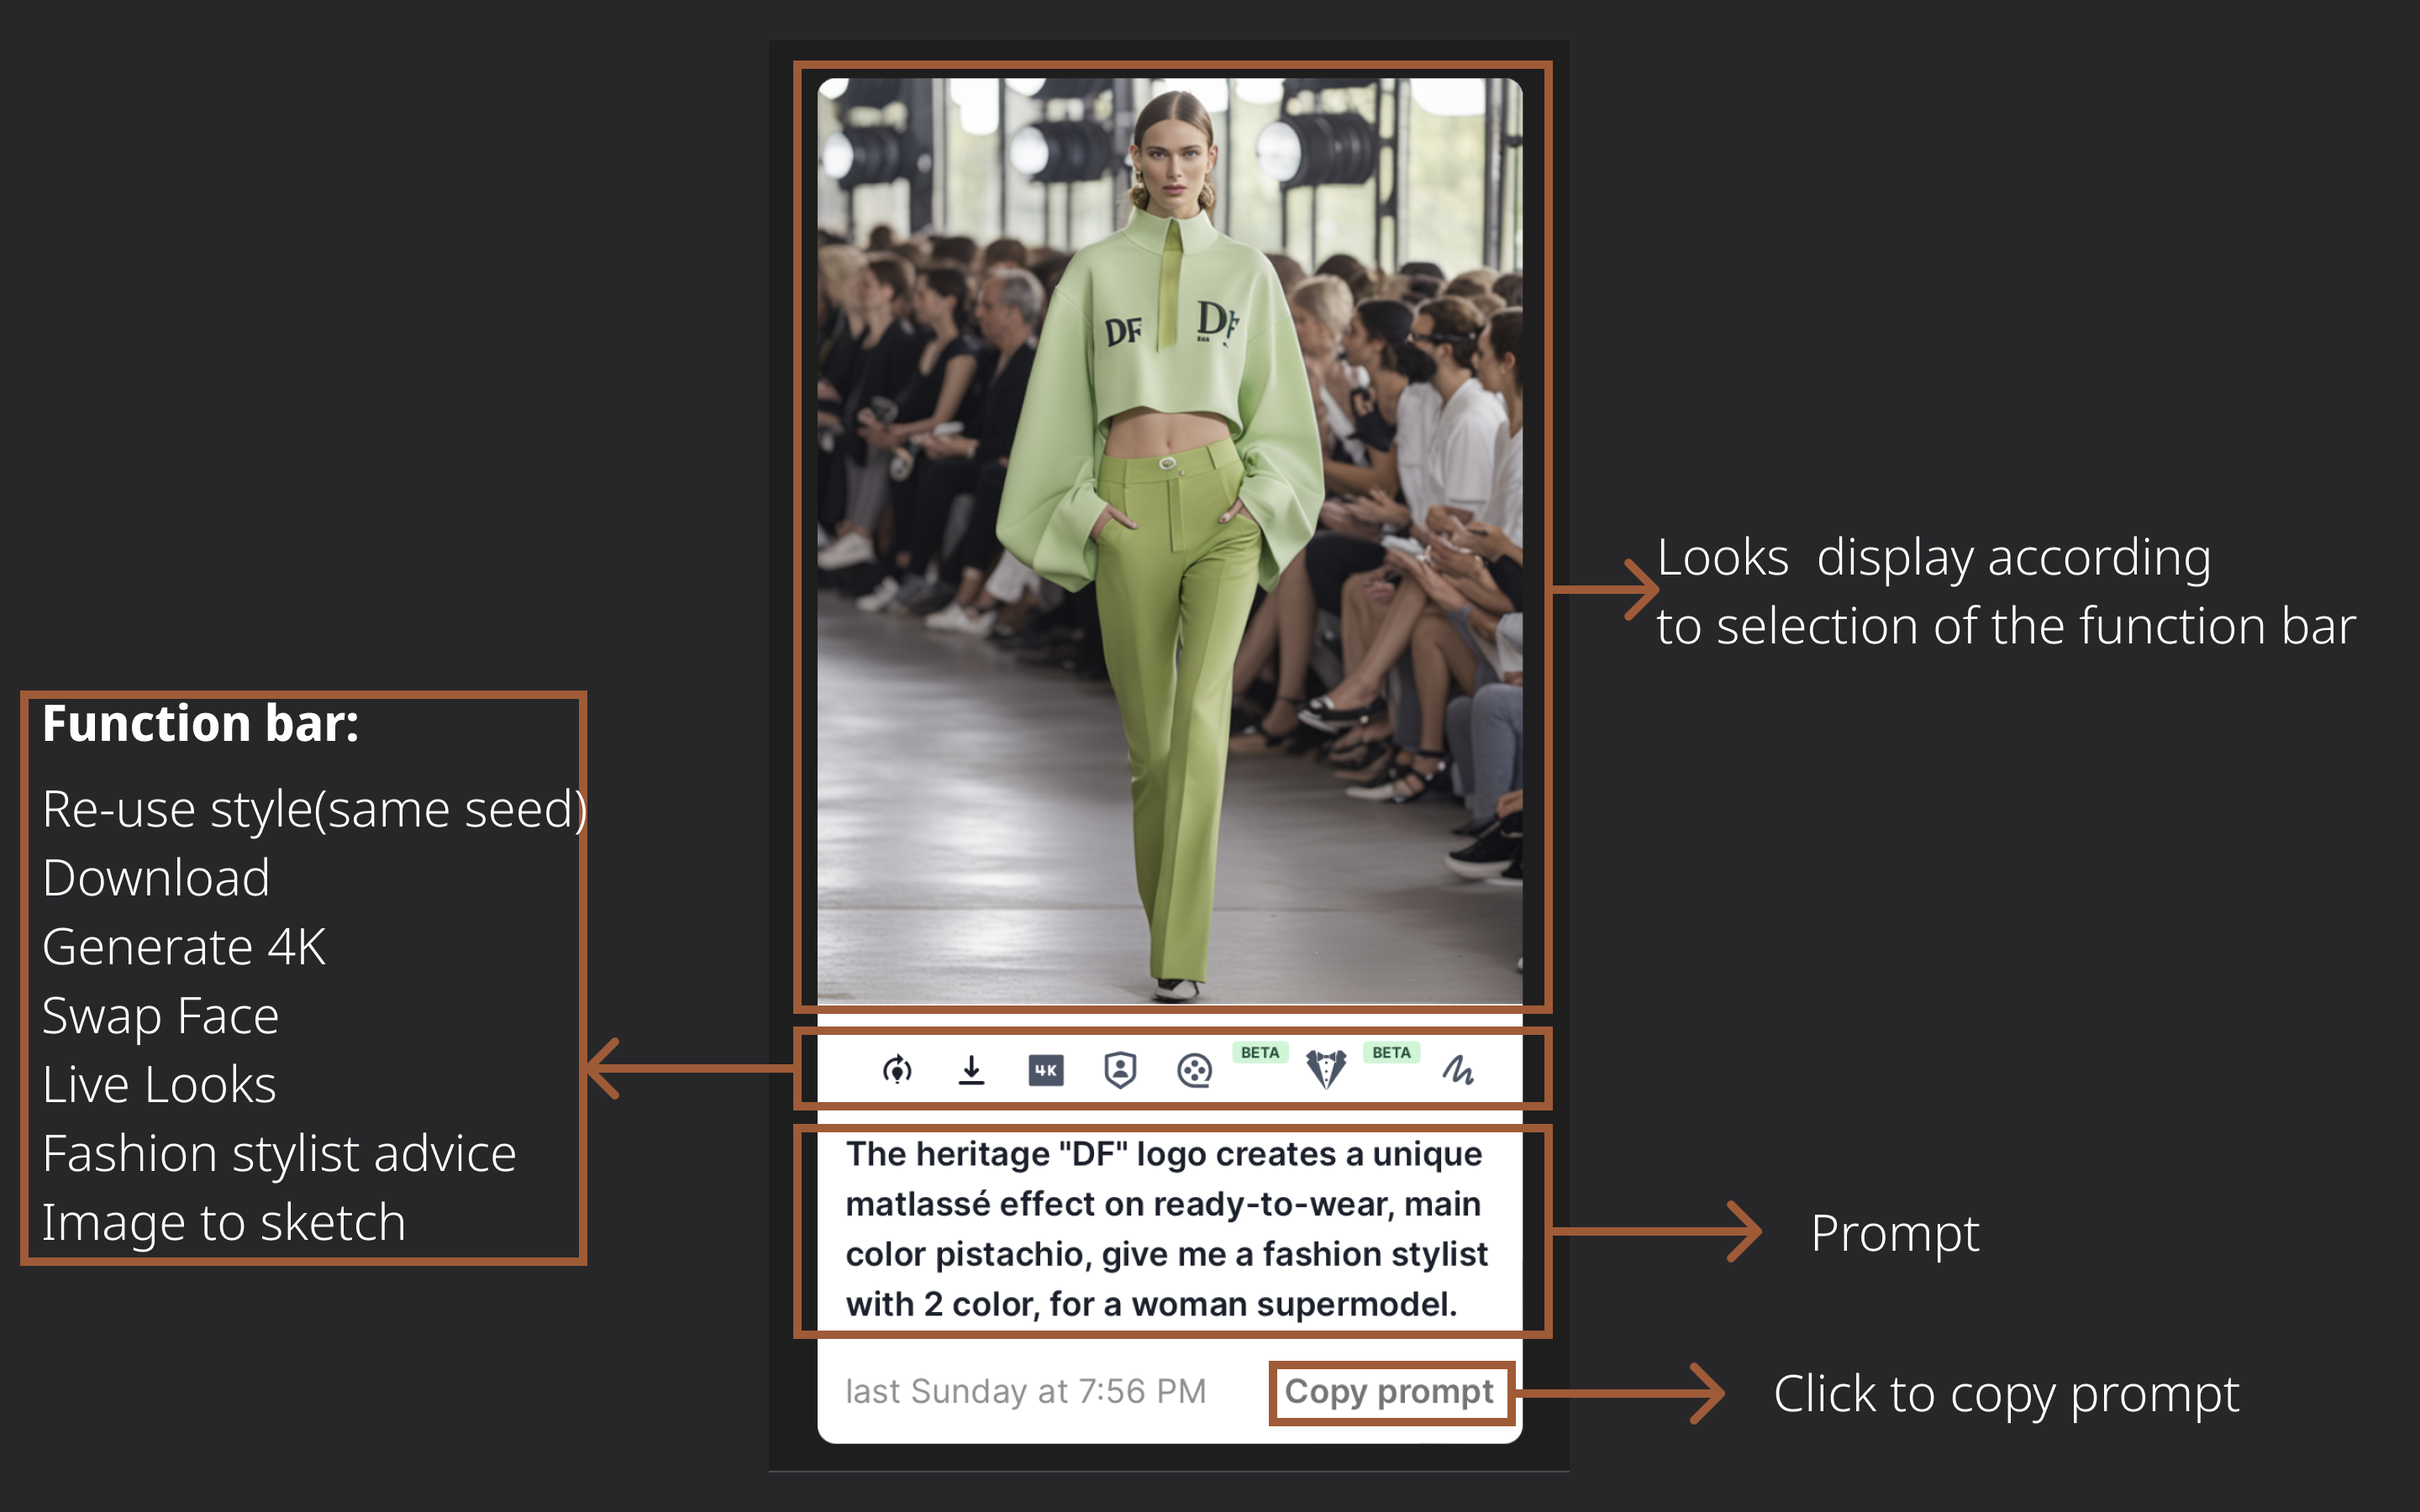 DF
DF
Looks  display according
to selection of the function bar
Function bar:
Re-use style(same seed)
Download
Generate 4K
Swap Face
Live Looks
Fashion stylist advice
Image to sketch
4K
BETA
BETA
The heritage "DF" logo creates a unique
matlassé effect on ready-to-wear, main
color pistachio, give me a fashion stylist
with 2 color, for a woman supermodel.
Prompt
last Sunday at 7:56 PM
Copy prompt
Click to copy prompt